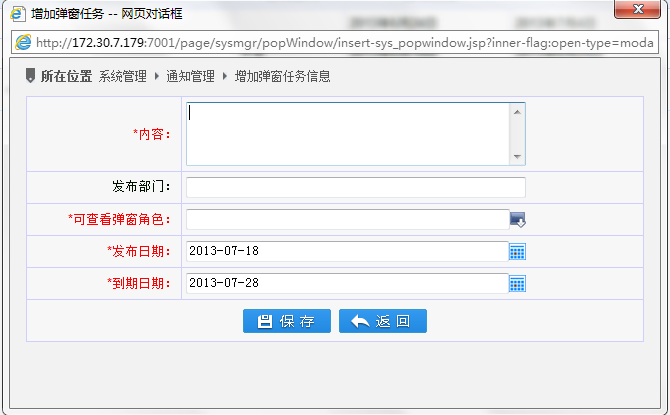 增加弹窗任务 -- 网页对话框
http://172.30.7.179:7001/page/sysmgr/popWindow/insert-sys_popwindow.jsp?inner-flag:open-type=moda
所在位置 系统管理 通知管理 增加弹窗任务信息
*内容：
发布部门：
*可查看弹窗角色：
*发布日期： 2013-07-18
*到期日期： 2013-07-28
保存 返回